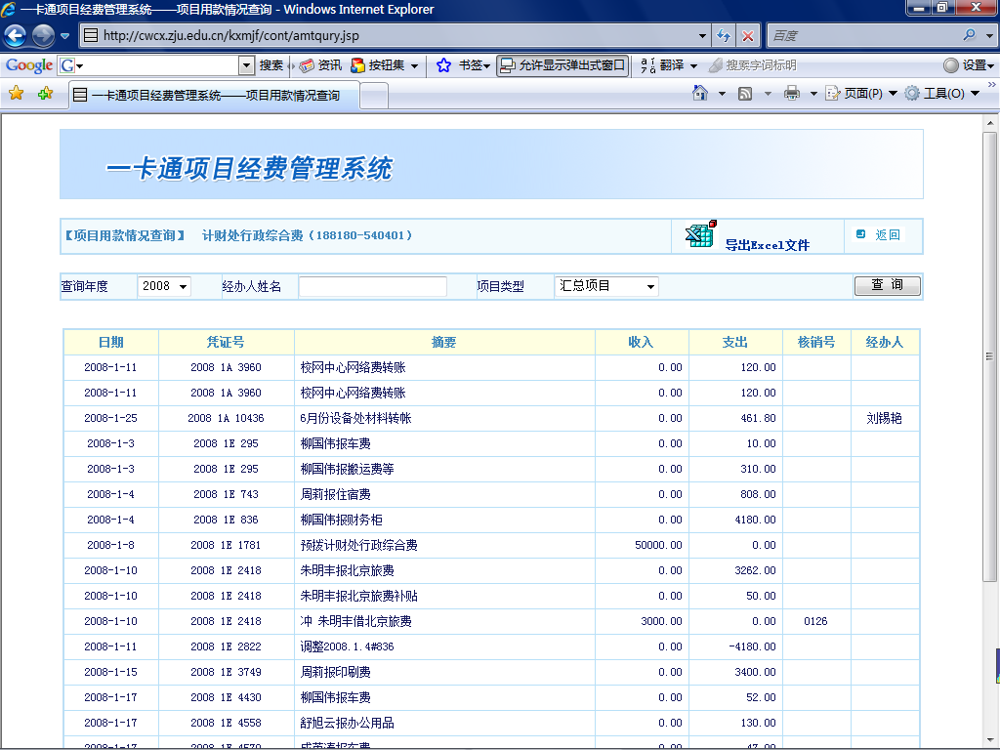 一卡通项目经费管理系统——项目用款情况查询 - Windows Internet Explorer
http://cwcx.zju.edu.cn/kxmjf/cont/amtqury.jsp 百度
Google G 搜索 资讯 按钮集 书签 允许显示弹出式窗口 翻译 搜索字词标明 设置
一卡通项目经费管理系统——项目用款情况查询 页面(P) 工具(O) »
一卡通项目经费管理系统
【项目用款情况查询】 计财处行政综合费(188180-540401) 导出Excel文件 返回
查询年度 2008 经办人姓名 项目类型 汇总项目 查 询
日期 凭证号 摘要 收入 支出 核销号 经办人
2008-1-11 2008 1A 3960 校网中心网络费转账 0.00 120.00
2008-1-11 2008 1A 3960 校网中心网络费转账 0.00 120.00
2008-1-25 2008 1A 10436 6月份设备处材料转帐 0.00 461.80 刘锡艳
2008-1-3 2008 1E 295 柳国伟报车费 0.00 10.00
2008-1-3 2008 1E 295 柳国伟报搬运费等 0.00 310.00
2008-1-4 2008 1E 743 周莉报住宿费 0.00 808.00
2008-1-4 2008 1E 836 柳国伟报财务柜 0.00 4180.00
2008-1-8 2008 1E 1781 预拨计财处行政综合费 50000.00 0.00
2008-1-10 2008 1E 2418 朱明丰报北京旅费 0.00 3262.00
2008-1-10 2008 1E 2418 朱明丰报北京旅费补贴 0.00 50.00
2008-1-10 2008 1E 2418 冲 朱明丰借北京旅费 3000.00 0.00 0126
2008-1-11 2008 1E 2822 调整2008.1.4#836 0.00 -4180.00
2008-1-15 2008 1E 3749 周莉报印刷费 0.00 3400.00
2008-1-17 2008 1E 4430 柳国伟报车费 0.00 52.00
2008-1-17 2008 1E 4558 舒旭云报办公用品 0.00 130.00
2008-1-17 2008 1E 4570 0.00 47.00